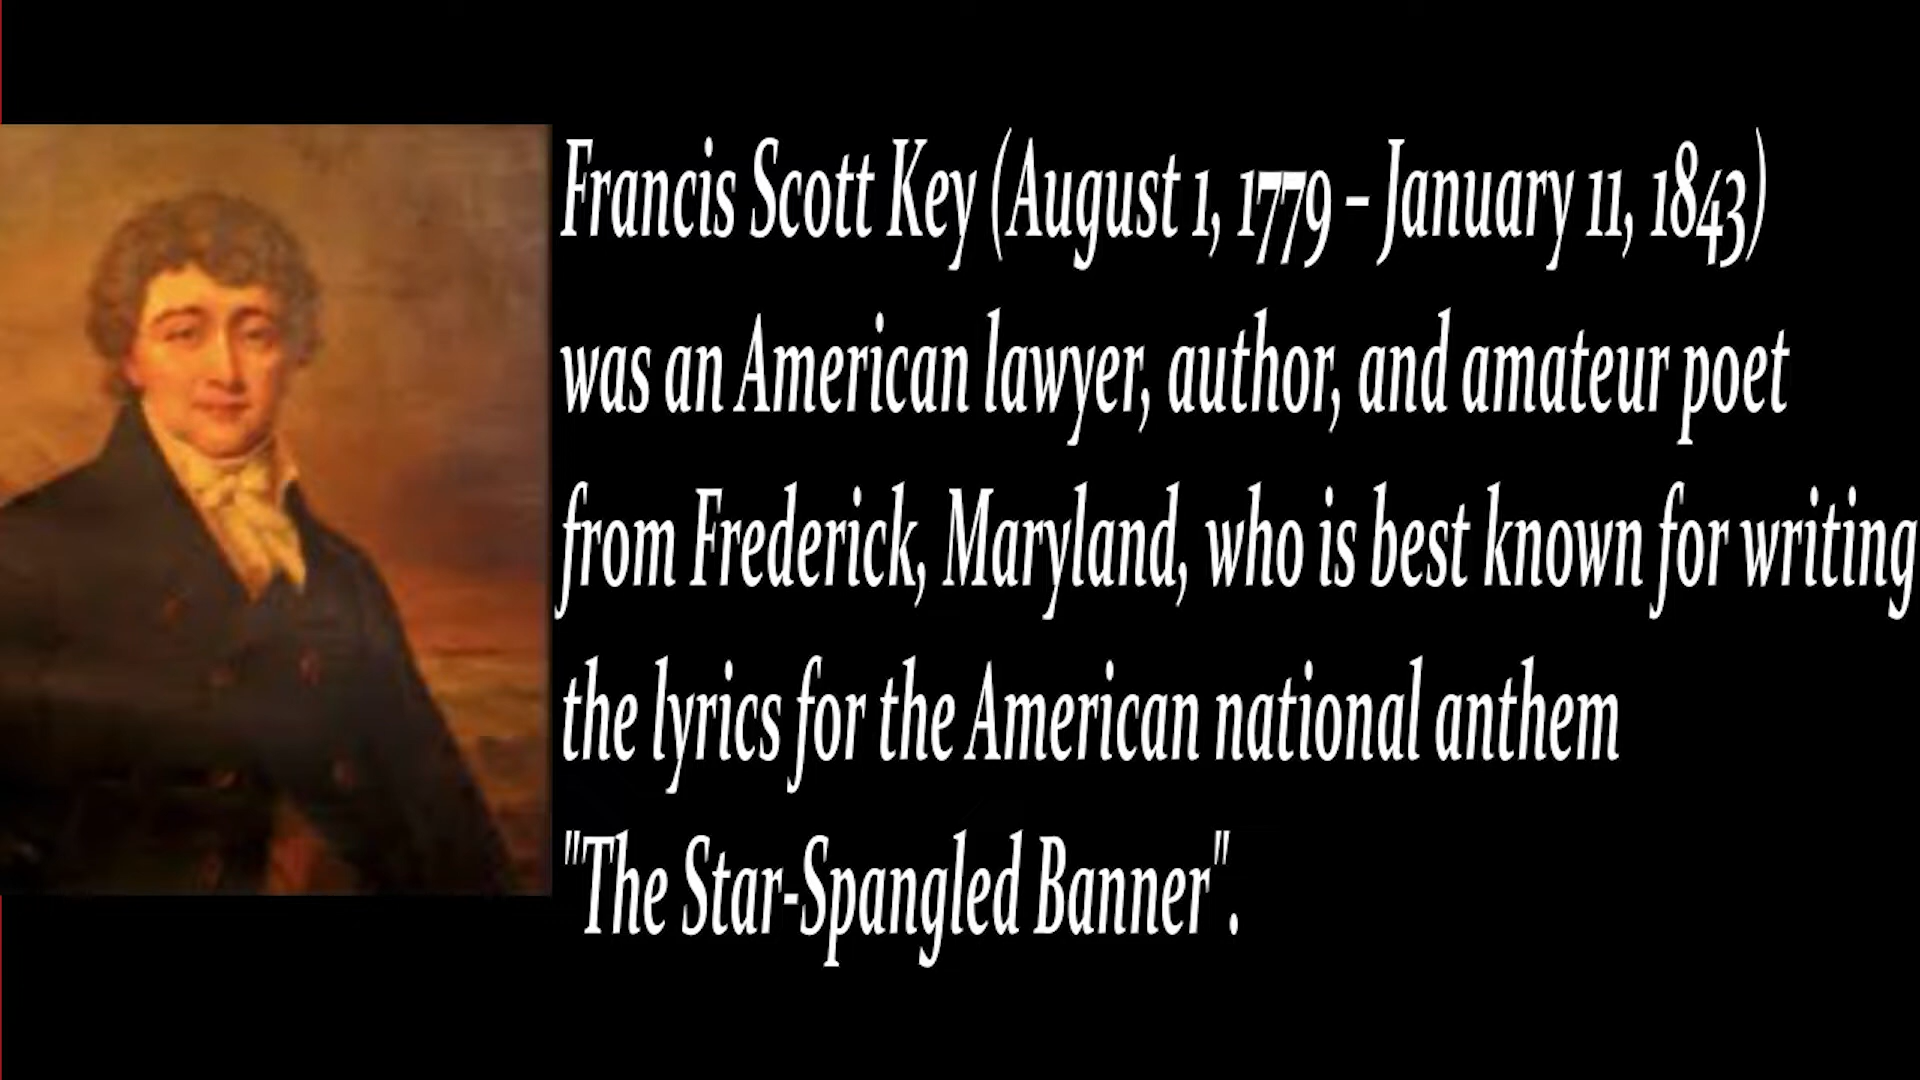 Francis Scott Key (August 1, 1779 – January 11, 1843)
was an American lawyer, author, and amateur poet
from Frederick, Maryland, who is best known for writing
the lyrics for the American national anthem
"The Star-Spangled Banner".